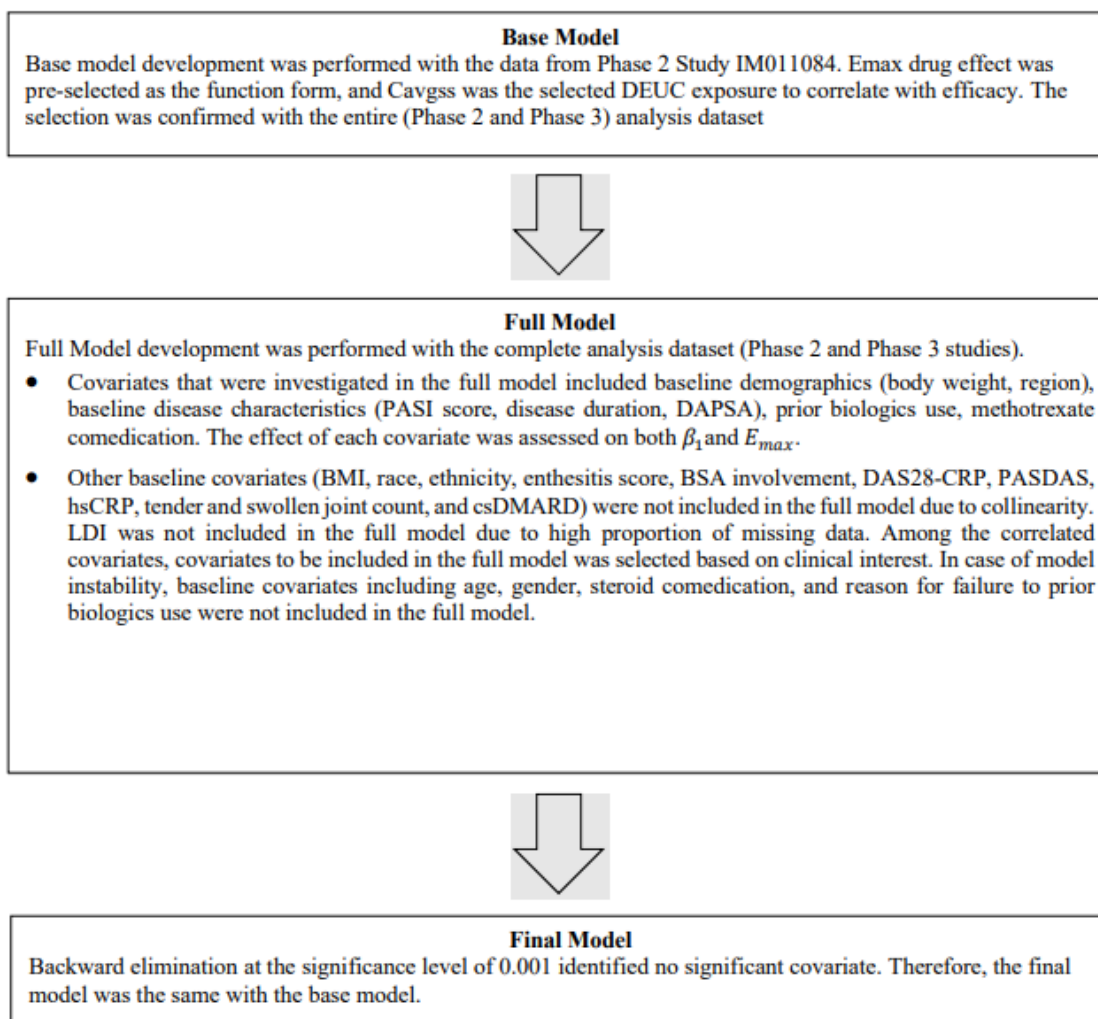 Base Model
Base model development was performed with the data from Phase 2 Study IM011084. Emax drug effect was
pre-selected as the function form, and Cavgss was the selected DEUC exposure to correlate with efficacy. The
selection was confirmed with the entire (Phase 2 and Phase 3) analysis dataset
Full Model
Full Model development was performed with the complete analysis dataset (Phase 2 and Phase 3 studies).
• Covariates that were investigated in the full model included baseline demographics (body weight, region),
baseline disease characteristics (PASI score, disease duration, DAPSA), prior biologics use, methotrexate
comedication. The effect of each covariate was assessed on both β₁and Eₘₐₓ.
• Other baseline covariates (BMI, race, ethnicity, enthesitis score, BSA involvement, DAS28-CRP, PASDAS,
hsCRP, tender and swollen joint count, and csDMARD) were not included in the full model due to collinearity.
LDI was not included in the full model due to high proportion of missing data. Among the correlated
covariates, covariates to be included in the full model was selected based on clinical interest. In case of model
instability, baseline covariates including age, gender, steroid comedication, and reason for failure to prior
biologics use were not included in the full model.
Final Model
Backward elimination at the significance level of 0.001 identified no significant covariate. Therefore, the final
model was the same with the base model.